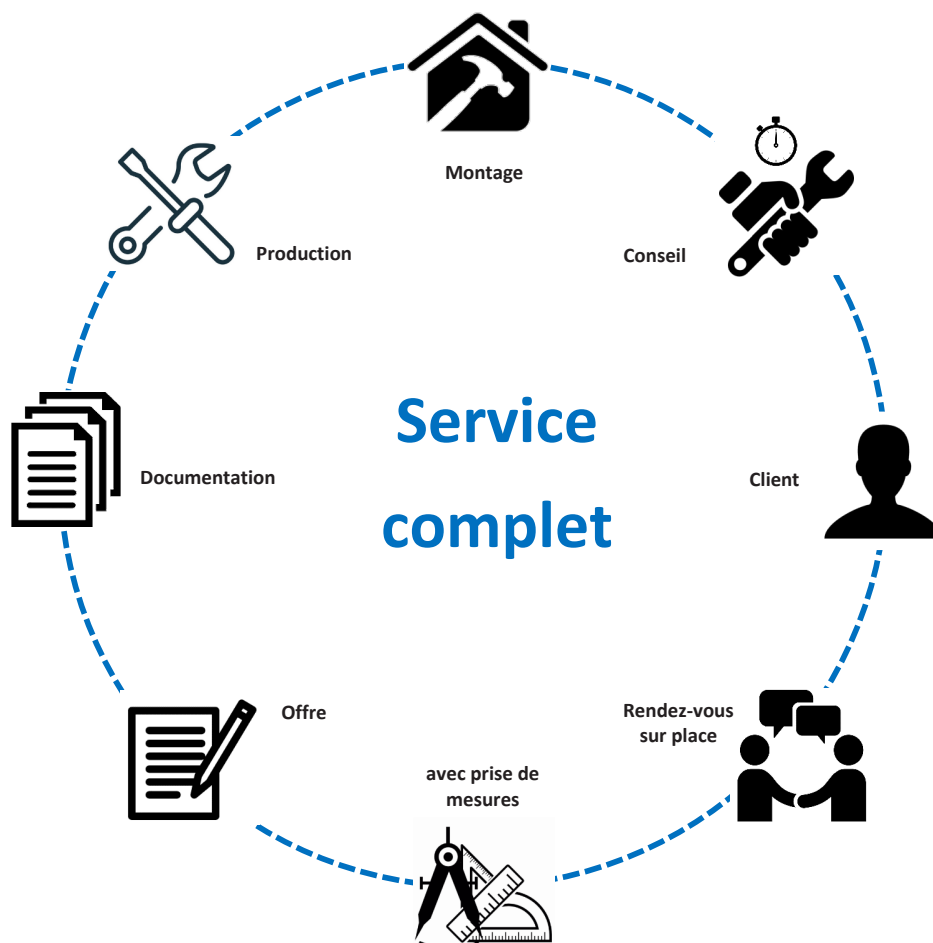 Montage
Conseil
Production
Service
complet
Documentation
Client
Offre
Rendez-vous
sur place
avec prise de
mesures